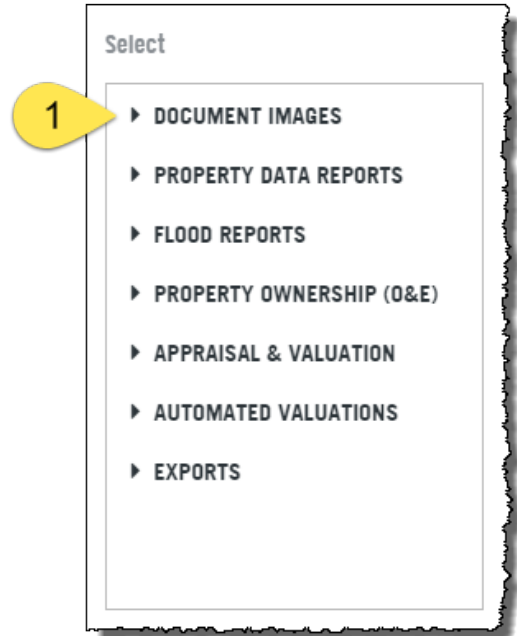 Select
1
DOCUMENT IMAGES
PROPERTY DATA REPORTS
FLOOD REPORTS
PROPERTY OWNERSHIP (O&E)
APPRAISAL & VALUATION
AUTOMATED VALUATIONS
EXPORTS